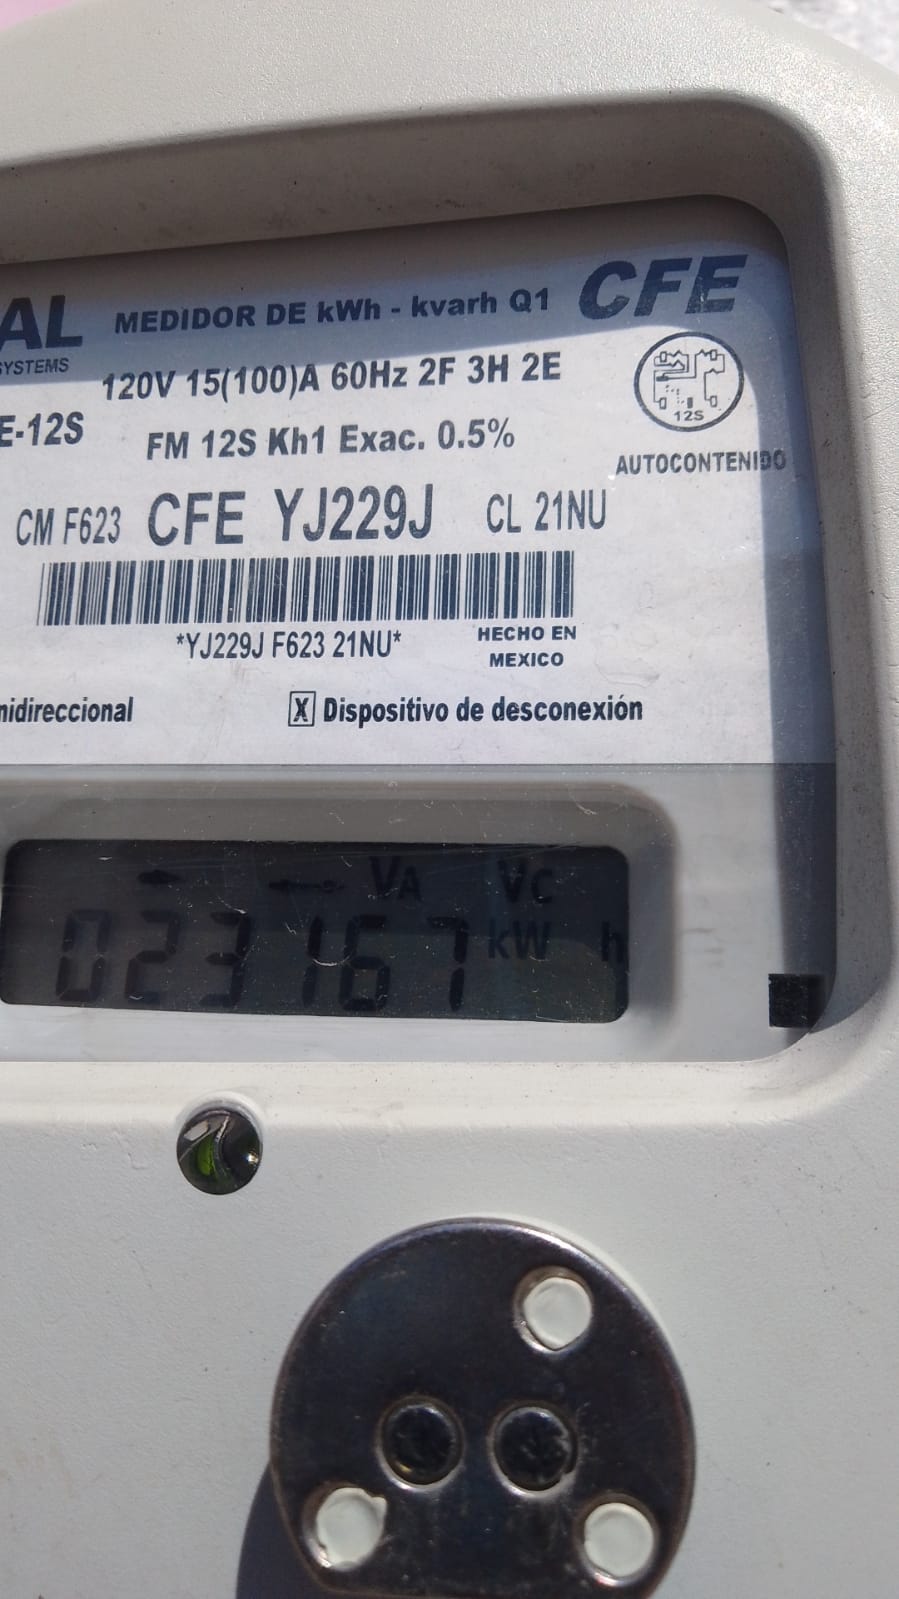 AL
SYSTEMS
MEDIDOR DE kWh - kvarh Q1
CFE
120V 15(100)A 60Hz 2F 3H 2E
12S
E-12S
FM 12S Kh1 Exac. 0.5%
AUTOCONTENIDO
CM F623 CFE YJ229J CL 21NU
*YJ229J F623 21NU*
HECHO EN
MEXICO
nidireccional
X Dispositivo de desconexión
VA VC
023167 kW h